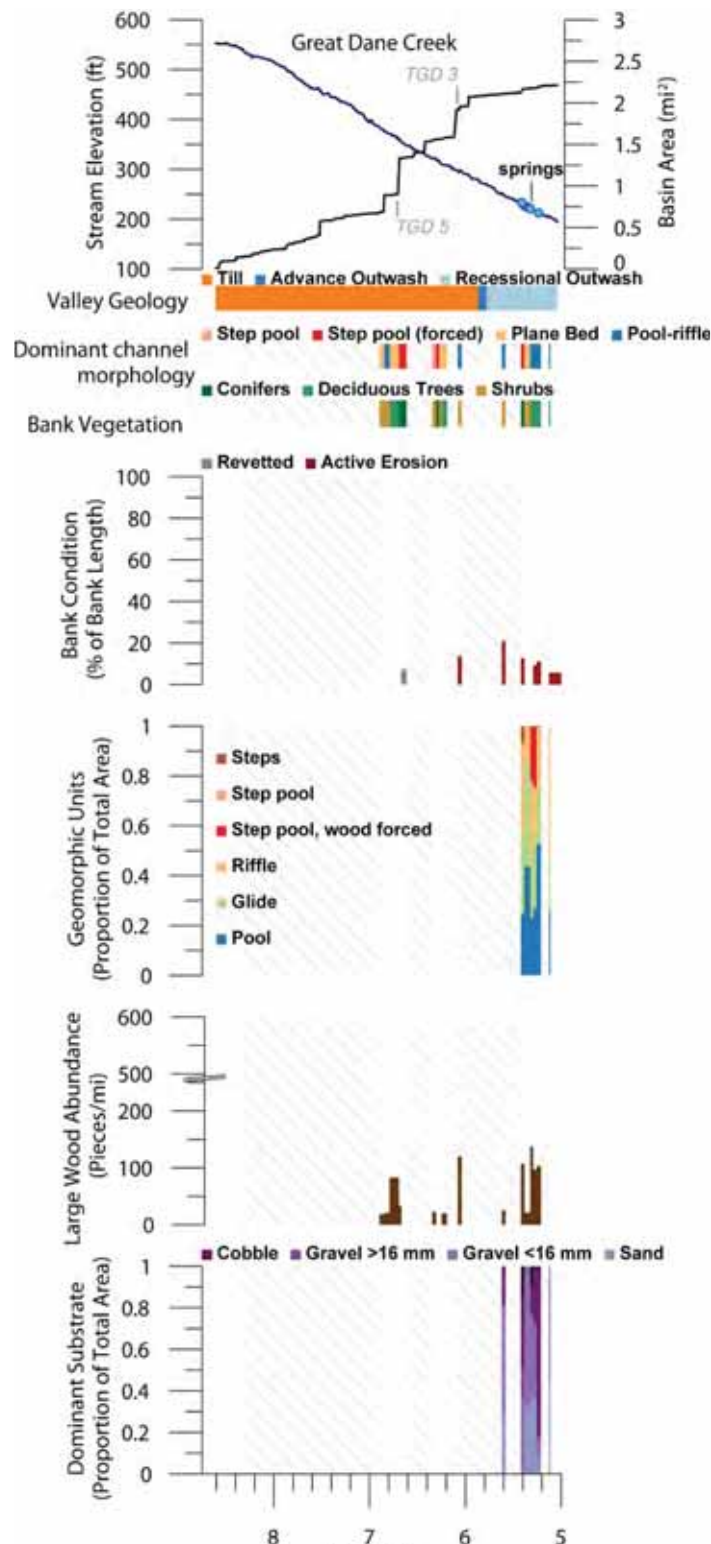 Great Dane Creek
Stream Elevation (ft)
600
500
400
300
200
100
Basin Area (mi²)
3
2.5
2
1.5
1
0.5
0
TGD 3
TGD 5
springs
Till Advance Outwash Recessional Outwash
Valley Geology
Step pool Step pool (forced) Plane Bed Pool-riffle
Dominant channel
morphology
Conifers Deciduous Trees Shrubs
Bank Vegetation
Revetted Active Erosion
Bank Condition
(% of Bank Length)
100
80
60
40
20
0
Geomorphic Units
(Proportion of Total Area)
1
0.8
0.6
0.4
0.2
0
Steps
Step pool
Step pool, wood forced
Riffle
Glide
Pool
Large Wood Abundance
(Pieces/mi)
600
500
200
100
0
Cobble Gravel >16 mm Gravel <16 mm Sand
Dominant Substrate
(Proportion of Total Area)
1
0.8
0.6
0.4
0.2
0
8 7 6 5